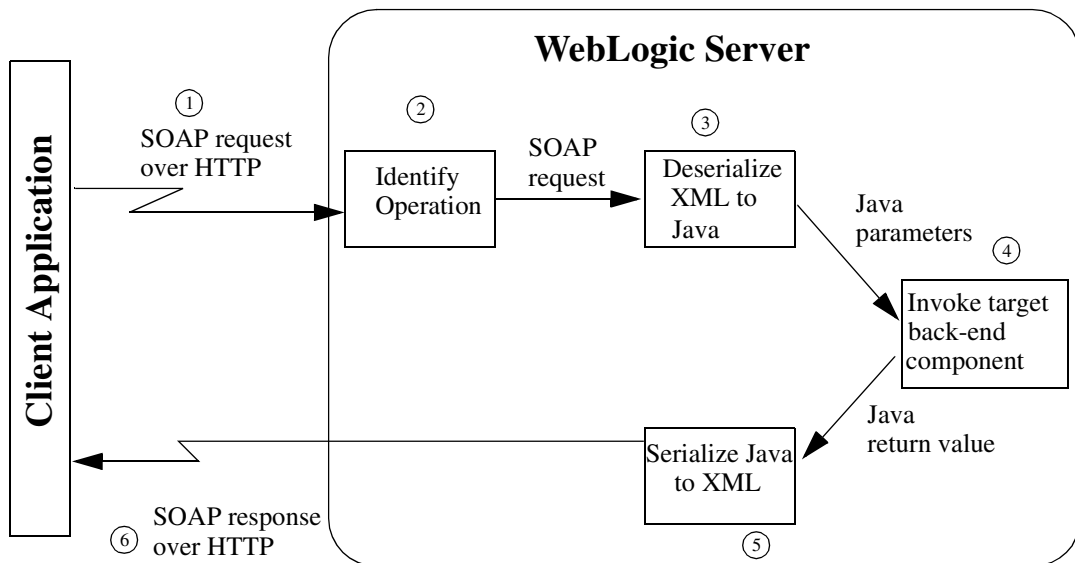 WebLogic Server
Client Application
1
SOAP request
over HTTP
2
Identify
Operation
SOAP
request
3
Deserialize
XML to
Java
Java
parameters
4
Invoke target
back-end
component
Java
return value
Serialize Java
to XML
5
6
SOAP response
over HTTP